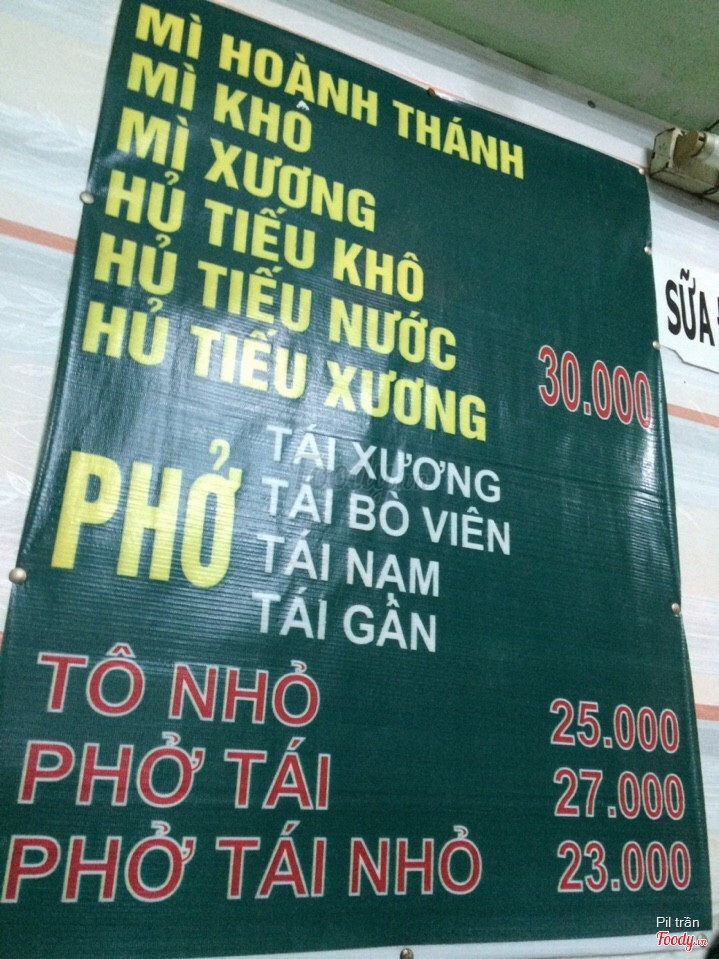 MÌ HOÀNH THÁNH
MÌ KHÔ
MÌ XƯƠNG
HỦ TIẾU KHÔ
HỦ TIẾU NƯỚC
HỦ TIẾU XƯƠNG 30.000
PHỞ
TÁI XƯƠNG
TÁI BÒ VIÊN
TÁI NẠM
TÁI GÂN
TÔ NHỎ 25.000
PHỞ TÁI 27.000
PHỞ TÁI NHỎ 23.000
SỮA
Pil trần
Foody.vn